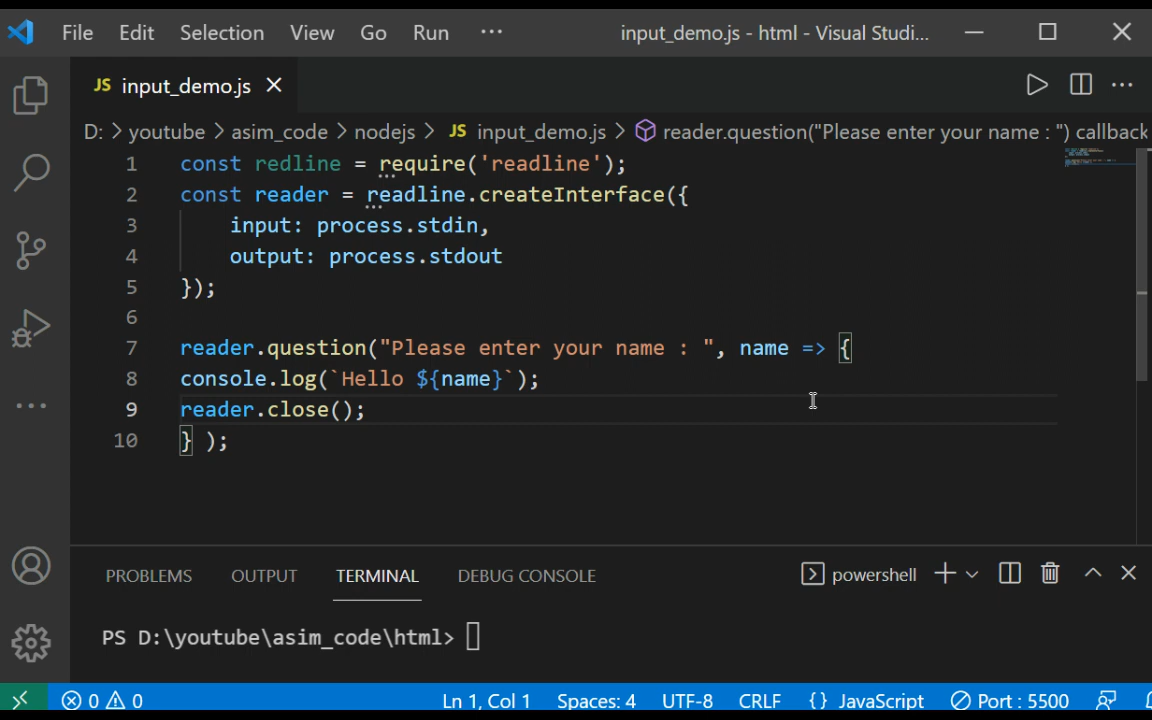 File Edit Selection View Go Run ··· input_demo.js - html - Visual Studi...
JS input_demo.js
D: > youtube > asim_code > nodejs > JS input_demo.js > reader.question("Please enter your name : ") callback
1 const redline = require('readline');
2 const reader = readline.createInterface({
3 input: process.stdin,
4 output: process.stdout
5 });
6
7 reader.question("Please enter your name : ", name => {
8 console.log(`Hello ${name}`);
9 reader.close();
10 } );
PROBLEMS OUTPUT TERMINAL DEBUG CONSOLE powershell
PS D:\youtube\asim_code\html>
0 0 Ln 1, Col 1 Spaces: 4 UTF-8 CRLF {} JavaScript Port : 5500